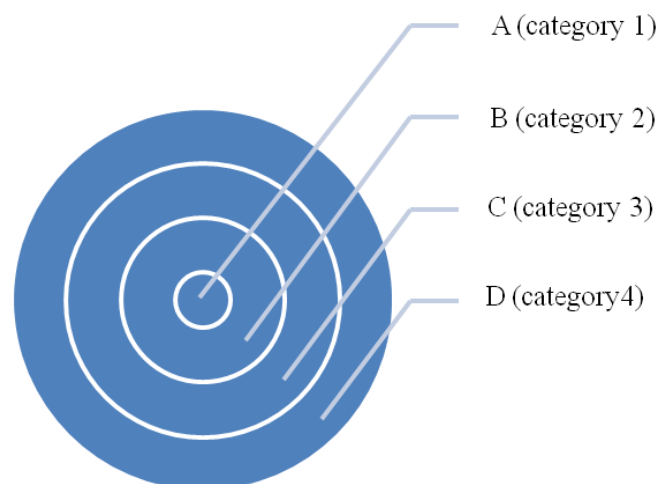 A (category 1)
B (category 2)
C (category 3)
D (category4)